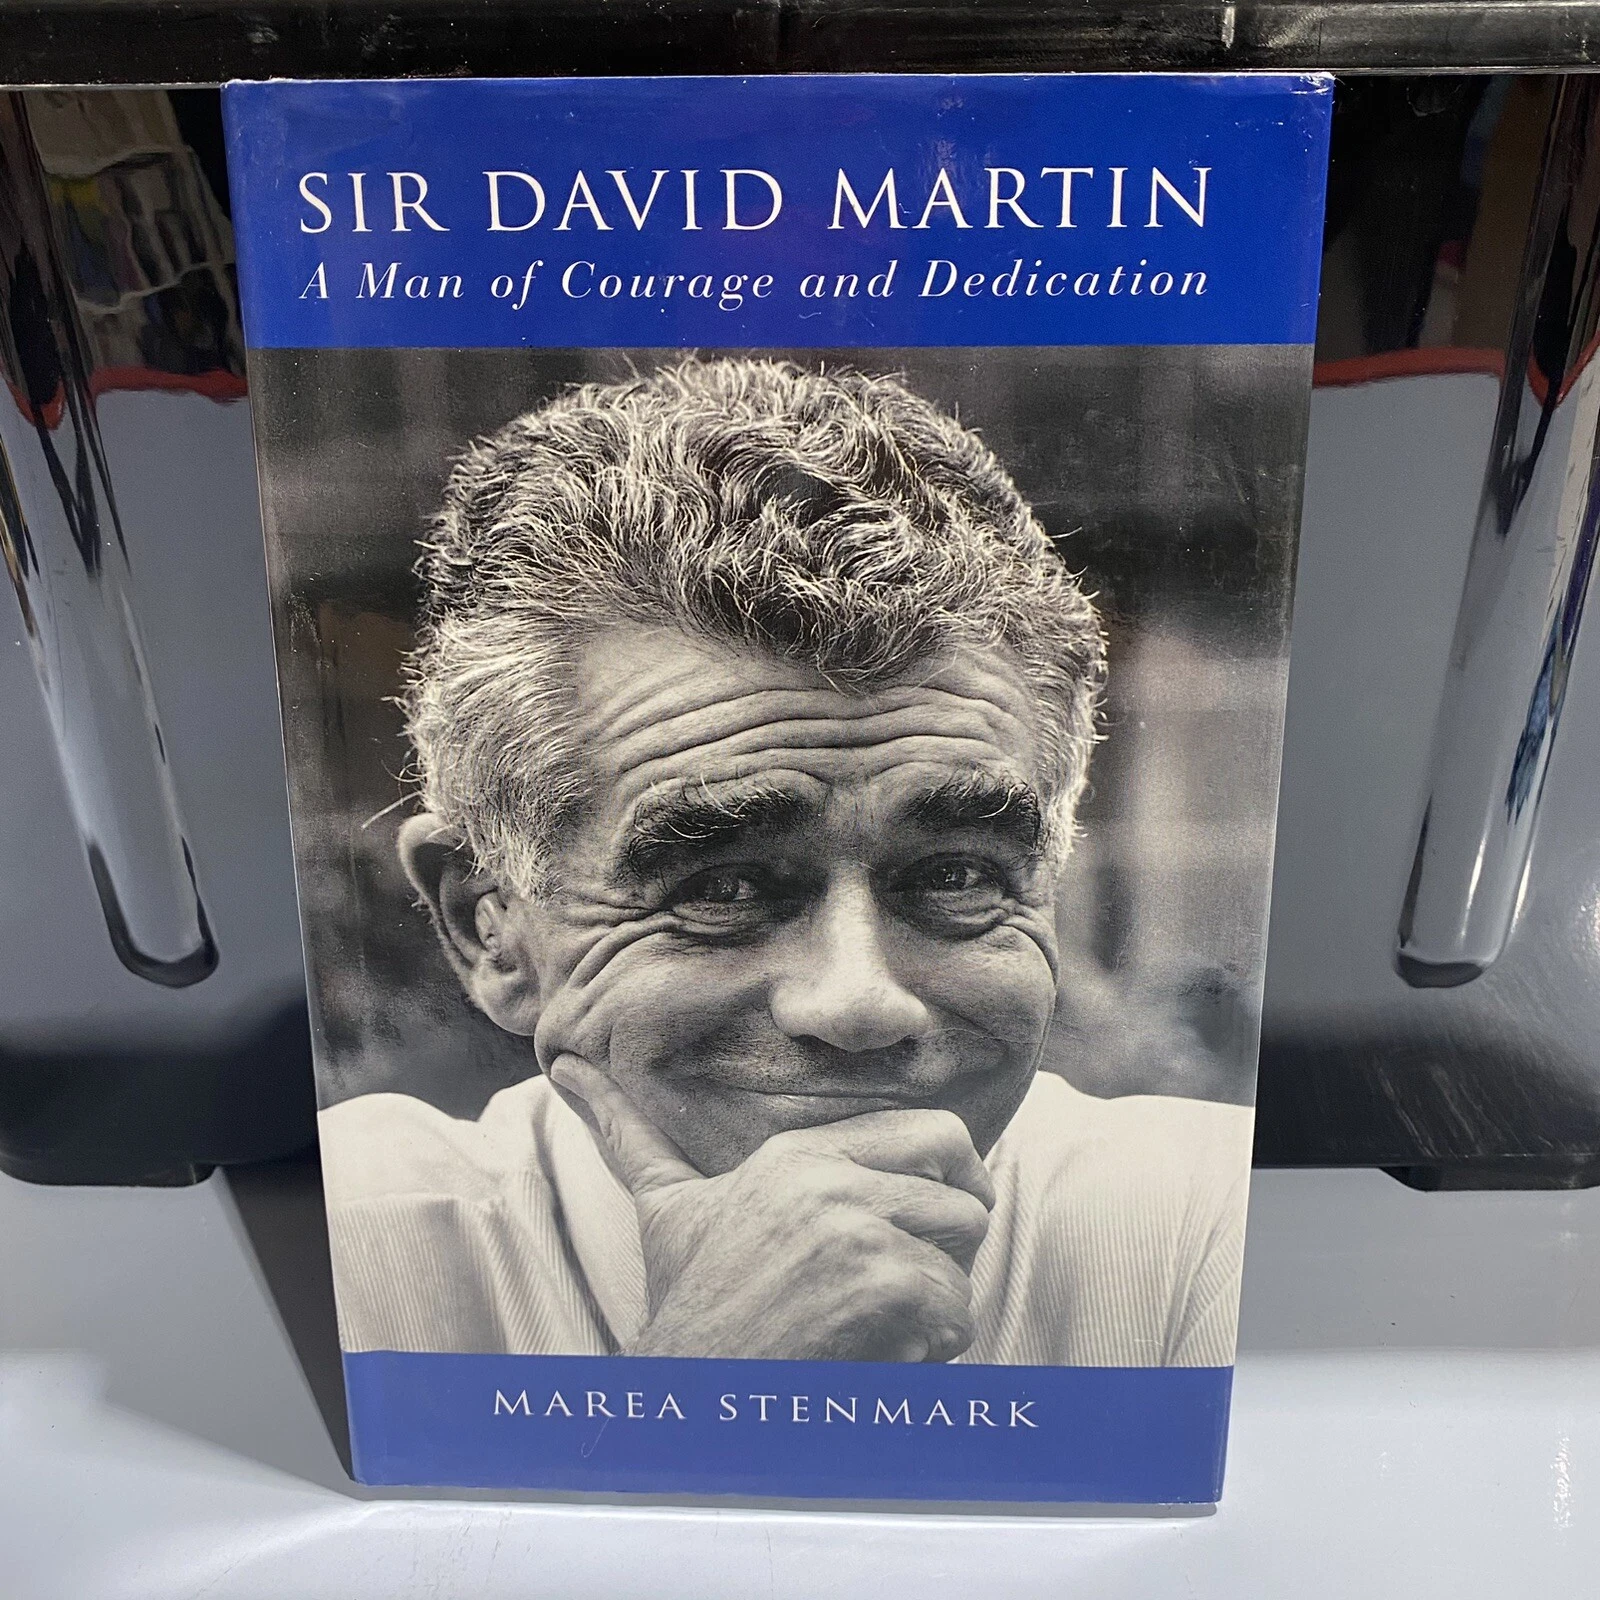 SIR DAVID MARTIN
A Man of Courage and Dedication
MAREA STENMARK